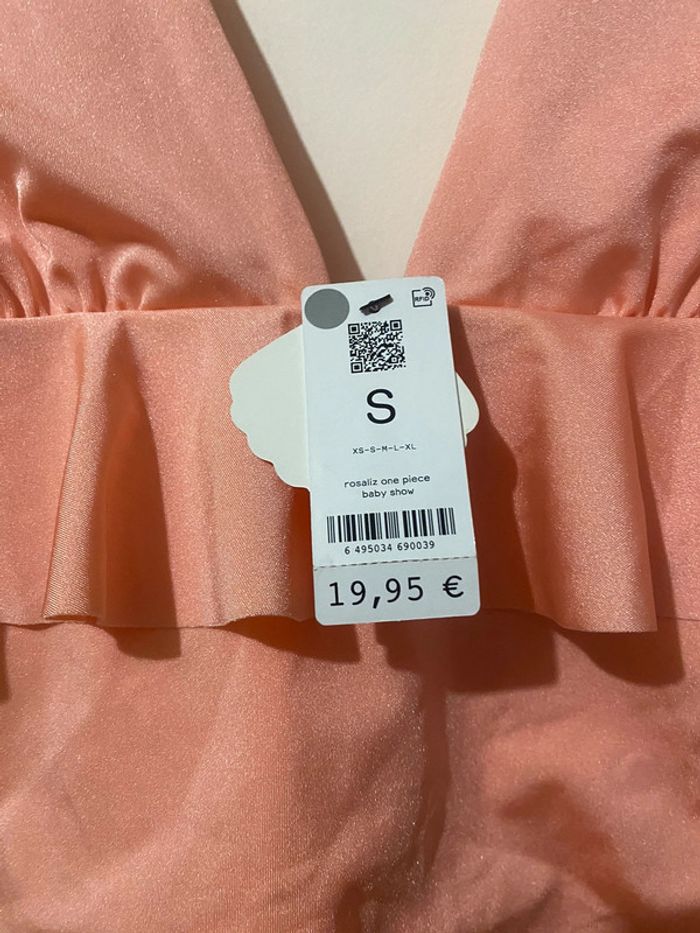 RFID
S
XS-S-M-L-XL
rosaliz one piece
baby show
6 495034 690039
19,95 €